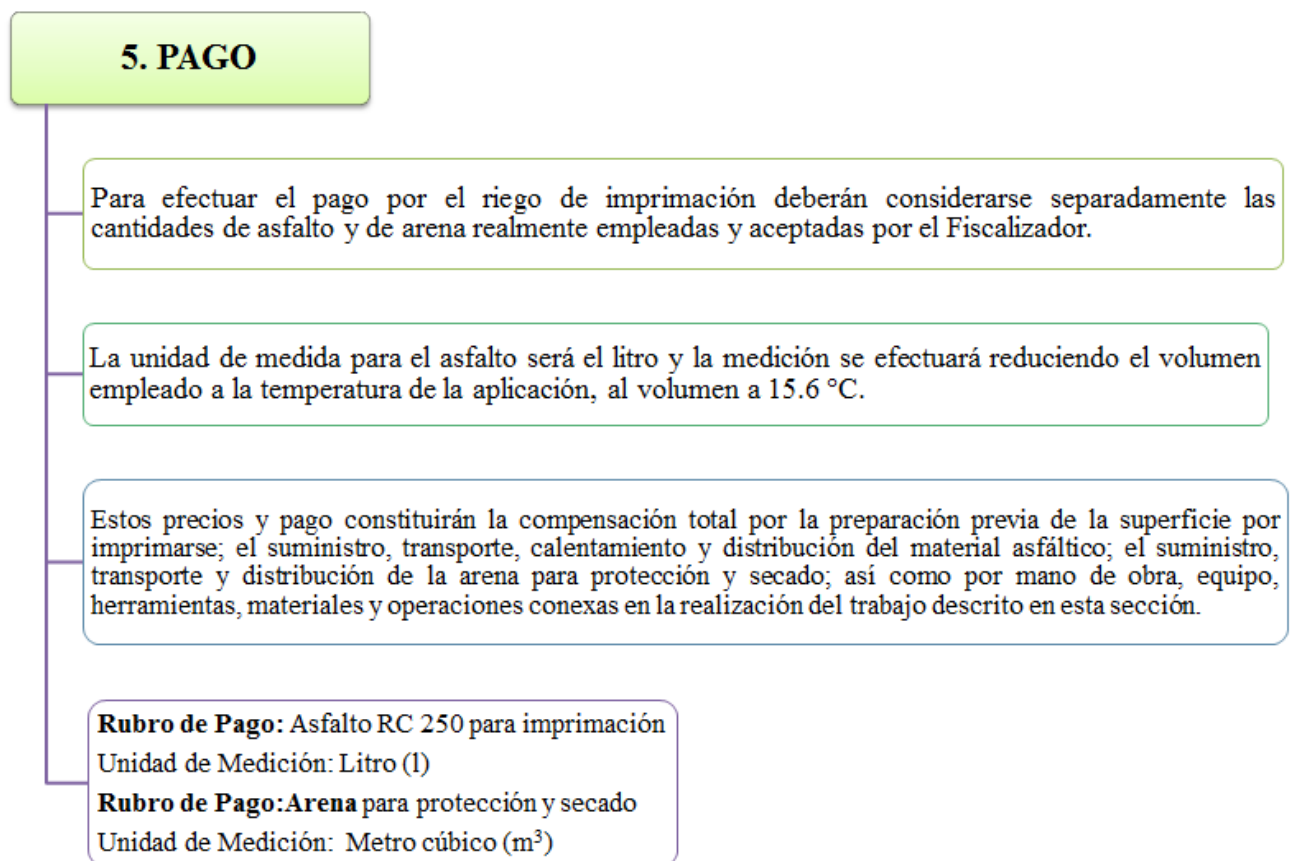 5. PAGO
Para efectuar el pago por el riego de imprimación deberán considerarse separadamente las
cantidades de asfalto y de arena realmente empleadas y aceptadas por el Fiscalizador.
La unidad de medida para el asfalto será el litro y la medición se efectuará reduciendo el volumen
empleado a la temperatura de la aplicación, al volumen a 15.6 °C.
Estos precios y pago constituirán la compensación total por la preparación previa de la superficie por
imprimarse; el suministro, transporte, calentamiento y distribución del material asfáltico; el suministro,
transporte y distribución de la arena para protección y secado; así como por mano de obra, equipo,
herramientas, materiales y operaciones conexas en la realización del trabajo descrito en esta sección.
Rubro de Pago: Asfalto RC 250 para imprimación
Unidad de Medición: Litro (l)
Rubro de Pago:Arena para protección y secado
Unidad de Medición: Metro cúbico (m³)